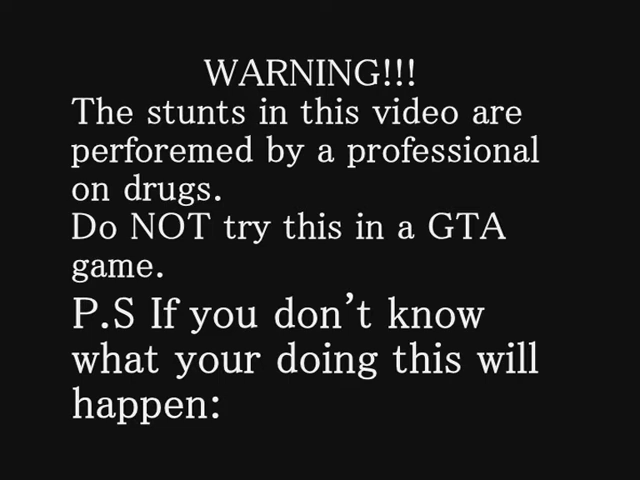 WARNING!!!
The stunts in this video are
perforemed by a professional
on drugs.
Do NOT try this in a GTA
game.
P.S If you don't know
what your doing this will
happen: